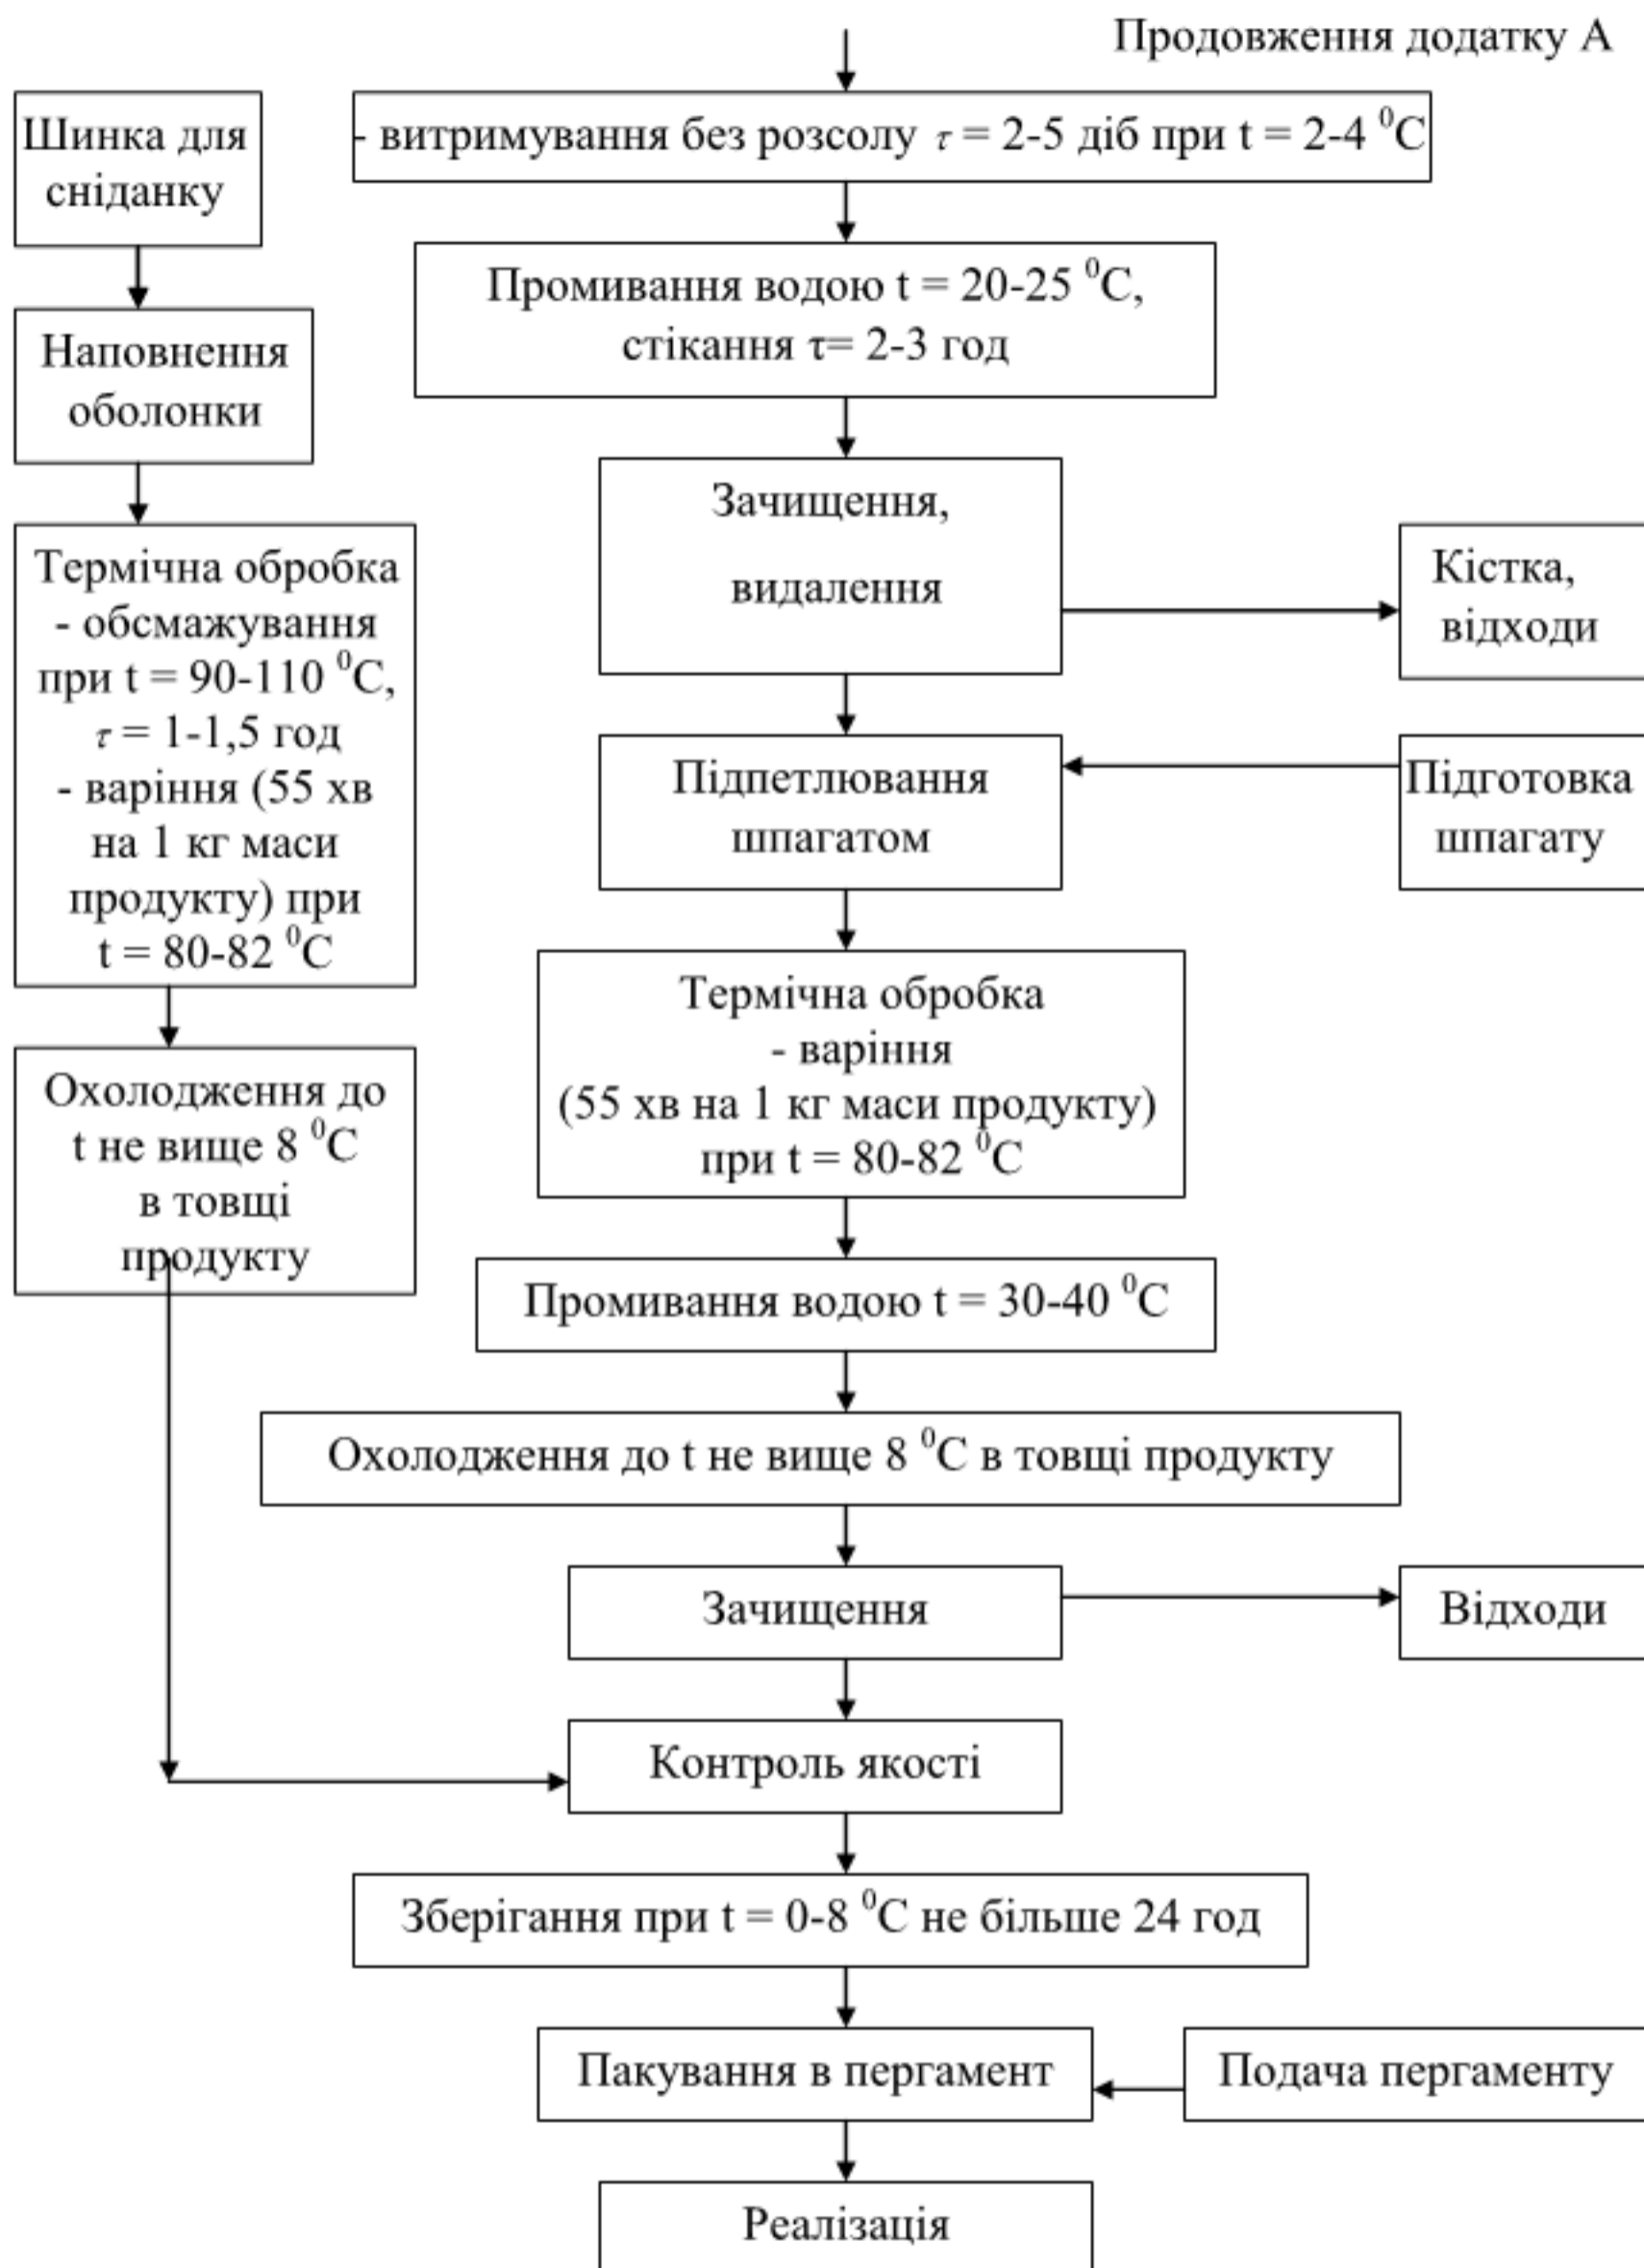 Продовження додатку А
Шинка для
сніданку
- витримування без розсолу τ = 2-5 діб при t = 2-4 ⁰С
Промивання водою t = 20-25 ⁰С,
стікання τ= 2-3 год
Наповнення
оболонки
Зачищення,
видалення
Кістка,
відходи
Термічна обробка
- обсмажування
при t = 90-110 ⁰С,
τ = 1-1,5 год
- варіння (55 хв
на 1 кг маси
продукту) при
t = 80-82 ⁰С
Підпетлювання
шпагатом
Підготовка
шпагату
Термічна обробка
- варіння
(55 хв на 1 кг маси продукту)
при t = 80-82 ⁰С
Охолодження до
t не вище 8 ⁰С
в товщі
продукту
Промивання водою t = 30-40 ⁰С
Охолодження до t не вище 8 ⁰С в товщі продукту
Зачищення
Відходи
Контроль якості
Зберігання при t = 0-8 ⁰С не більше 24 год
Пакування в пергамент
Подача пергаменту
Реалізація